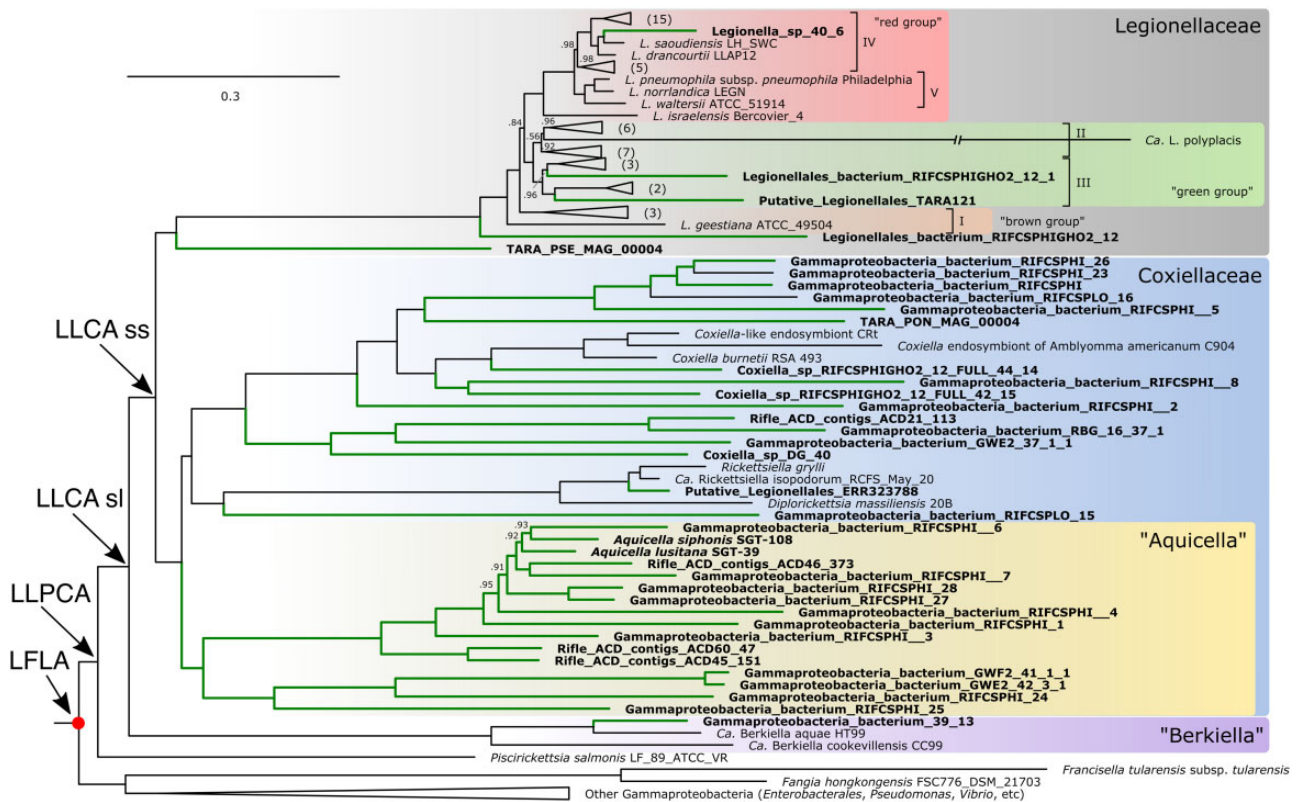 (15)
"red group"
Legionellaceae
Legionella_sp_40_6
IV
L. saoudiensis LH_SWC
.98
L. drancourtii LLAP12
.98
(5)
0.3
L. pneumophila subsp. pneumophila Philadelphia
L. norrlandica LEGN
V
L. waltersii ATCC_51914
L. israelensis Bercovier_4
.84
.96
(6)
II
.56
Ca. L. polyplacis
.92
(7)
(3)
Legionellales_bacterium_RIFCSPHIGHO2_12_1
III
(2)
"green group"
.96
Putative_Legionellales_TARA121
(3)
L. geestiana ATCC_49504
I
"brown group"
Legionellales_bacterium_RIFCSPHIGHO2_12
TARA_PSE_MAG_00004
Gammaproteobacteria_bacterium_RIFCSPHI_26
Coxiellaceae
Gammaproteobacteria_bacterium_RIFCSPHI_23
Gammaproteobacteria_bacterium_RIFCSPHI
Gammaproteobacteria_bacterium_RIFCSPLO_16
Gammaproteobacteria_bacterium_RIFCSPHI__5
TARA_PON_MAG_00004
LLCA ss
Coxiella-like endosymbiont CRt
Coxiella endosymbiont of Amblyomma americanum C904
Coxiella burnetii RSA 493
Coxiella_sp_RIFCSPHIGHO2_12_FULL_44_14
Gammaproteobacteria_bacterium_RIFCSPHI__8
Coxiella_sp_RIFCSPHIGHO2_12_FULL_42_15
Gammaproteobacteria_bacterium_RIFCSPHI__2
Rifle_ACD_contigs_ACD21_113
Gammaproteobacteria_bacterium_RBG_16_37_1
Gammaproteobacteria_bacterium_GWE2_37_1_1
Coxiella_sp_DG_40
Rickettsiella grylli
Ca. Rickettsiella isopodorum_RCFS_May_20
LLCA sl
Putative_Legionellales_ERR323788
Diplorickettsia massiliensis 20B
Gammaproteobacteria_bacterium_RIFCSPLO_15
.93
Gammaproteobacteria_bacterium_RIFCSPHI__6
.92
Aquicella siphonis SGT-108
"Aquicella"
Aquicella lusitana SGT-39
.91
Rifle_ACD_contigs_ACD46_373
Gammaproteobacteria_bacterium_RIFCSPHI__7
.95
Gammaproteobacteria_bacterium_RIFCSPHI_28
LLPCA
Gammaproteobacteria_bacterium_RIFCSPHI_27
Gammaproteobacteria_bacterium_RIFCSPHI__4
Gammaproteobacteria_bacterium_RIFCSPHI_1
Gammaproteobacteria_bacterium_RIFCSPHI__3
Rifle_ACD_contigs_ACD60_47
LFLA
Rifle_ACD_contigs_ACD45_151
Gammaproteobacteria_bacterium_GWF2_41_1_1
Gammaproteobacteria_bacterium_GWE2_42_3_1
Gammaproteobacteria_bacterium_RIFCSPHI_24
Gammaproteobacteria_bacterium_RIFCSPHI_25
Gammaproteobacteria_bacterium_39_13
Ca. Berkiella aquae HT99
"Berkiella"
Ca. Berkiella cookevillensis CC99
Piscirickettsia salmonis LF_89_ATCC_VR
Francisella tularensis subsp. tularensis
Fangia hongkongensis FSC776_DSM_21703
Other Gammaproteobacteria (Enterobacterales, Pseudomonas, Vibrio, etc)